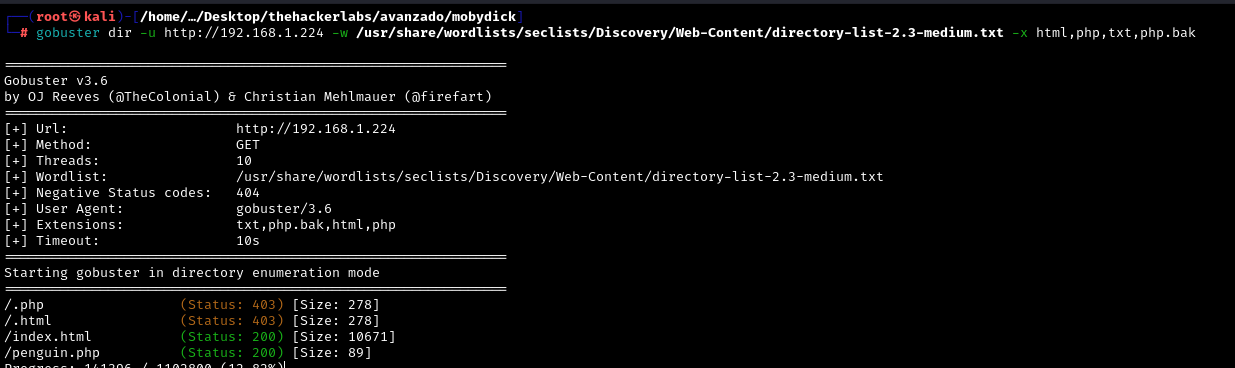 ┌──(root㉿kali)-[/home/…/Desktop/thehackerlabs/avanzado/mobydick]
└─# gobuster dir -u http://192.168.1.224 -w /usr/share/wordlists/seclists/Discovery/Web-Content/directory-list-2.3-medium.txt -x html,php,txt,php.bak
===============================================================
Gobuster v3.6
by OJ Reeves (@TheColonial) & Christian Mehlmauer (@firefart)
===============================================================
[+] Url:                     http://192.168.1.224
[+] Method:                  GET
[+] Threads:                 10
[+] Wordlist:                /usr/share/wordlists/seclists/Discovery/Web-Content/directory-list-2.3-medium.txt
[+] Negative Status codes:   404
[+] User Agent:              gobuster/3.6
[+] Extensions:              txt,php.bak,html,php
[+] Timeout:                 10s
===============================================================
Starting gobuster in directory enumeration mode
===============================================================
/.php                 (Status: 403) [Size: 278]
/.html                (Status: 403) [Size: 278]
/index.html           (Status: 200) [Size: 10671]
/penguin.php          (Status: 200) [Size: 89]
Progress: 141396 / 1102800 (12.82%)